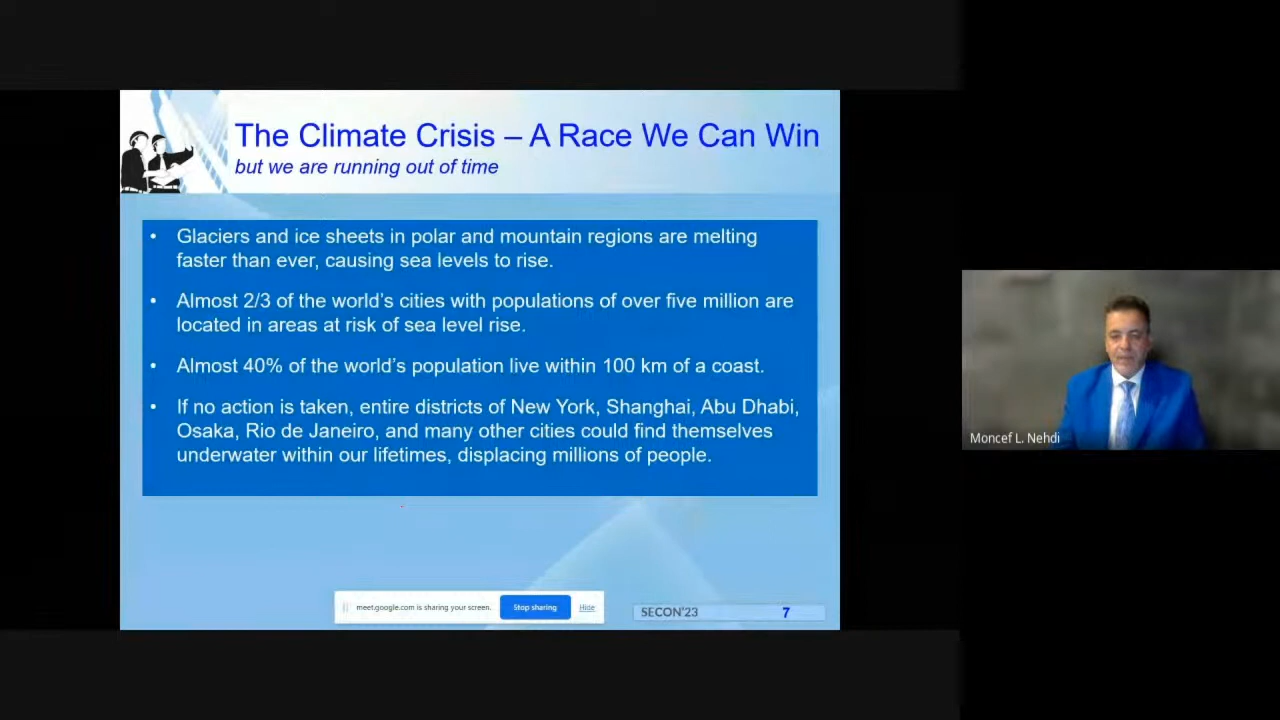 The Climate Crisis – A Race We Can Win
but we are running out of time
• Glaciers and ice sheets in polar and mountain regions are melting
faster than ever, causing sea levels to rise.
• Almost 2/3 of the world's cities with populations of over five million are
located in areas at risk of sea level rise.
• Almost 40% of the world's population live within 100 km of a coast.
• If no action is taken, entire districts of New York, Shanghai, Abu Dhabi,
Osaka, Rio de Janeiro, and many other cities could find themselves
underwater within our lifetimes, displacing millions of people.
meet.google.com is sharing your screen.
Stop sharing
Hide
SECON'23
7
Moncef L. Nehdi